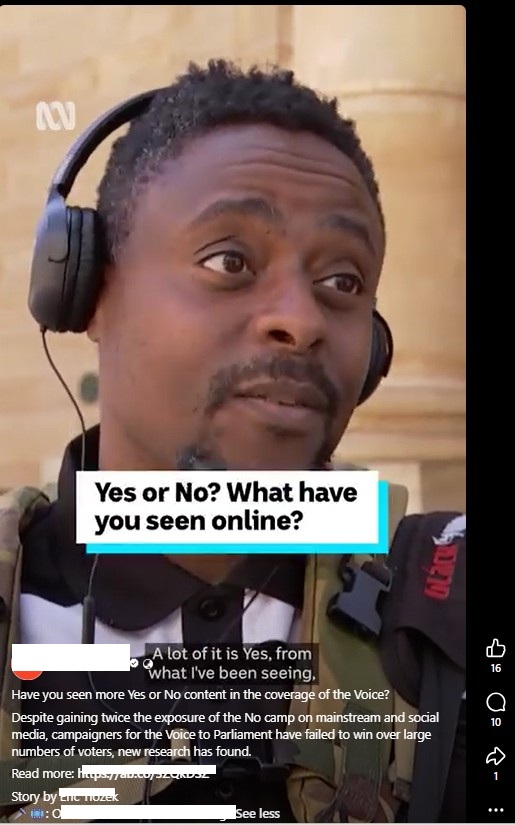 Yes or No? What have
you seen online?
A lot of it is Yes, from
what I've been seeing,
Have you seen more Yes or No content in the coverage of the Voice?
Despite gaining twice the exposure of the No camp on mainstream and social
media, campaigners for the Voice to Parliament have failed to win over large
numbers of voters, new research has found.
Read more:
Story by
See less
16
10
1